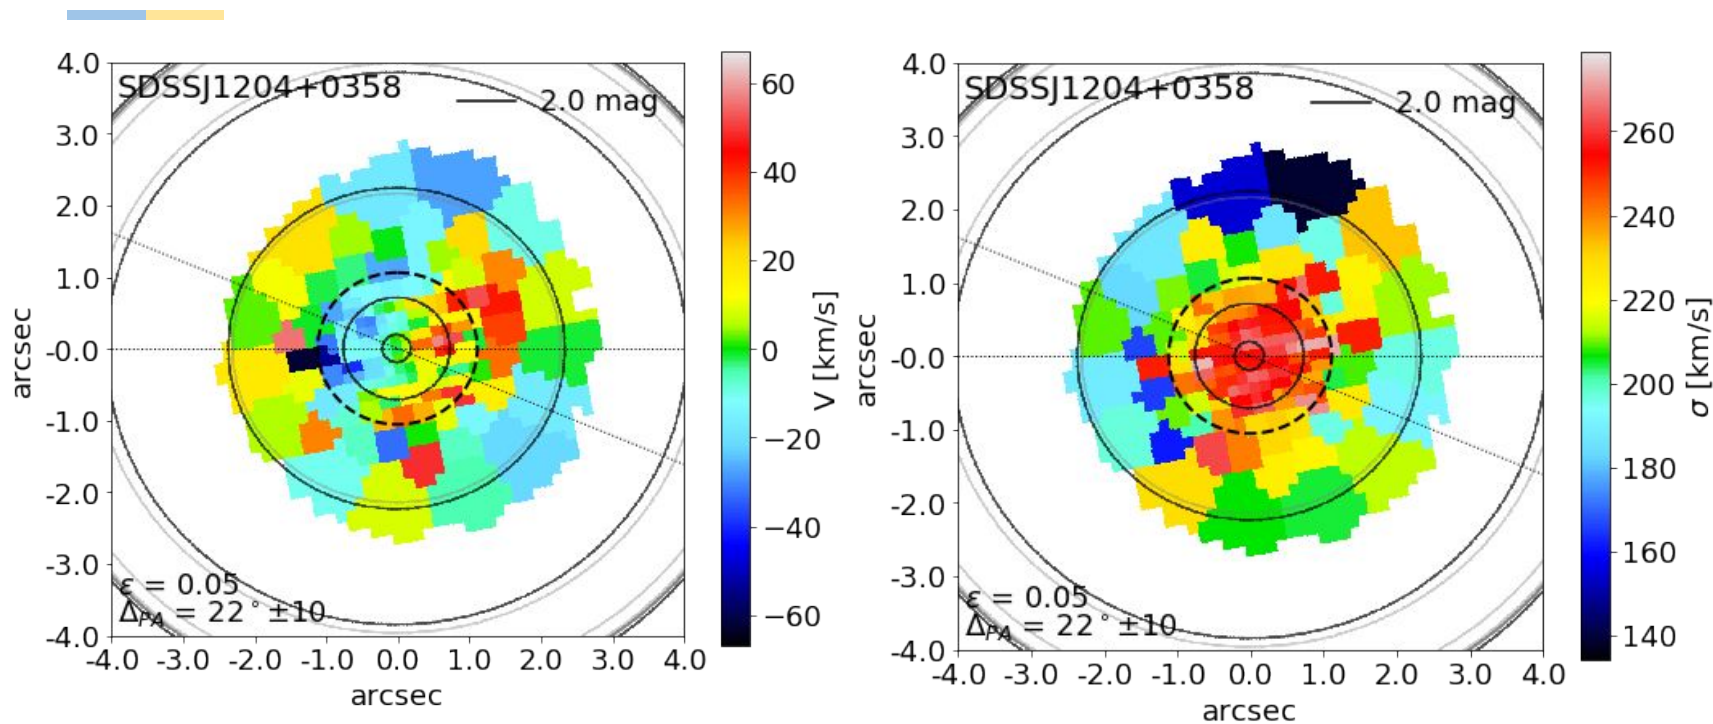 SDSSJ1204+0358
2.0 mag
4.0
3.0
2.0
1.0
-0.0
-1.0
-2.0
-3.0
-4.0
arcsec
ε = 0.05
Δ_PA = 22°±10
-4.0 -3.0 -2.0 -1.0 0.0 1.0 2.0 3.0 4.0
arcsec
60
40
20
0
−20
−40
−60
V [km/s]
SDSSJ1204+0358
2.0 mag
4.0
3.0
2.0
1.0
-0.0
-1.0
-2.0
-3.0
-4.0
arcsec
ε = 0.05
Δ_PA = 22°±10
-4.0 -3.0 -2.0 -1.0 0.0 1.0 2.0 3.0 4.0
arcsec
260
240
220
200
180
160
140
σ [km/s]